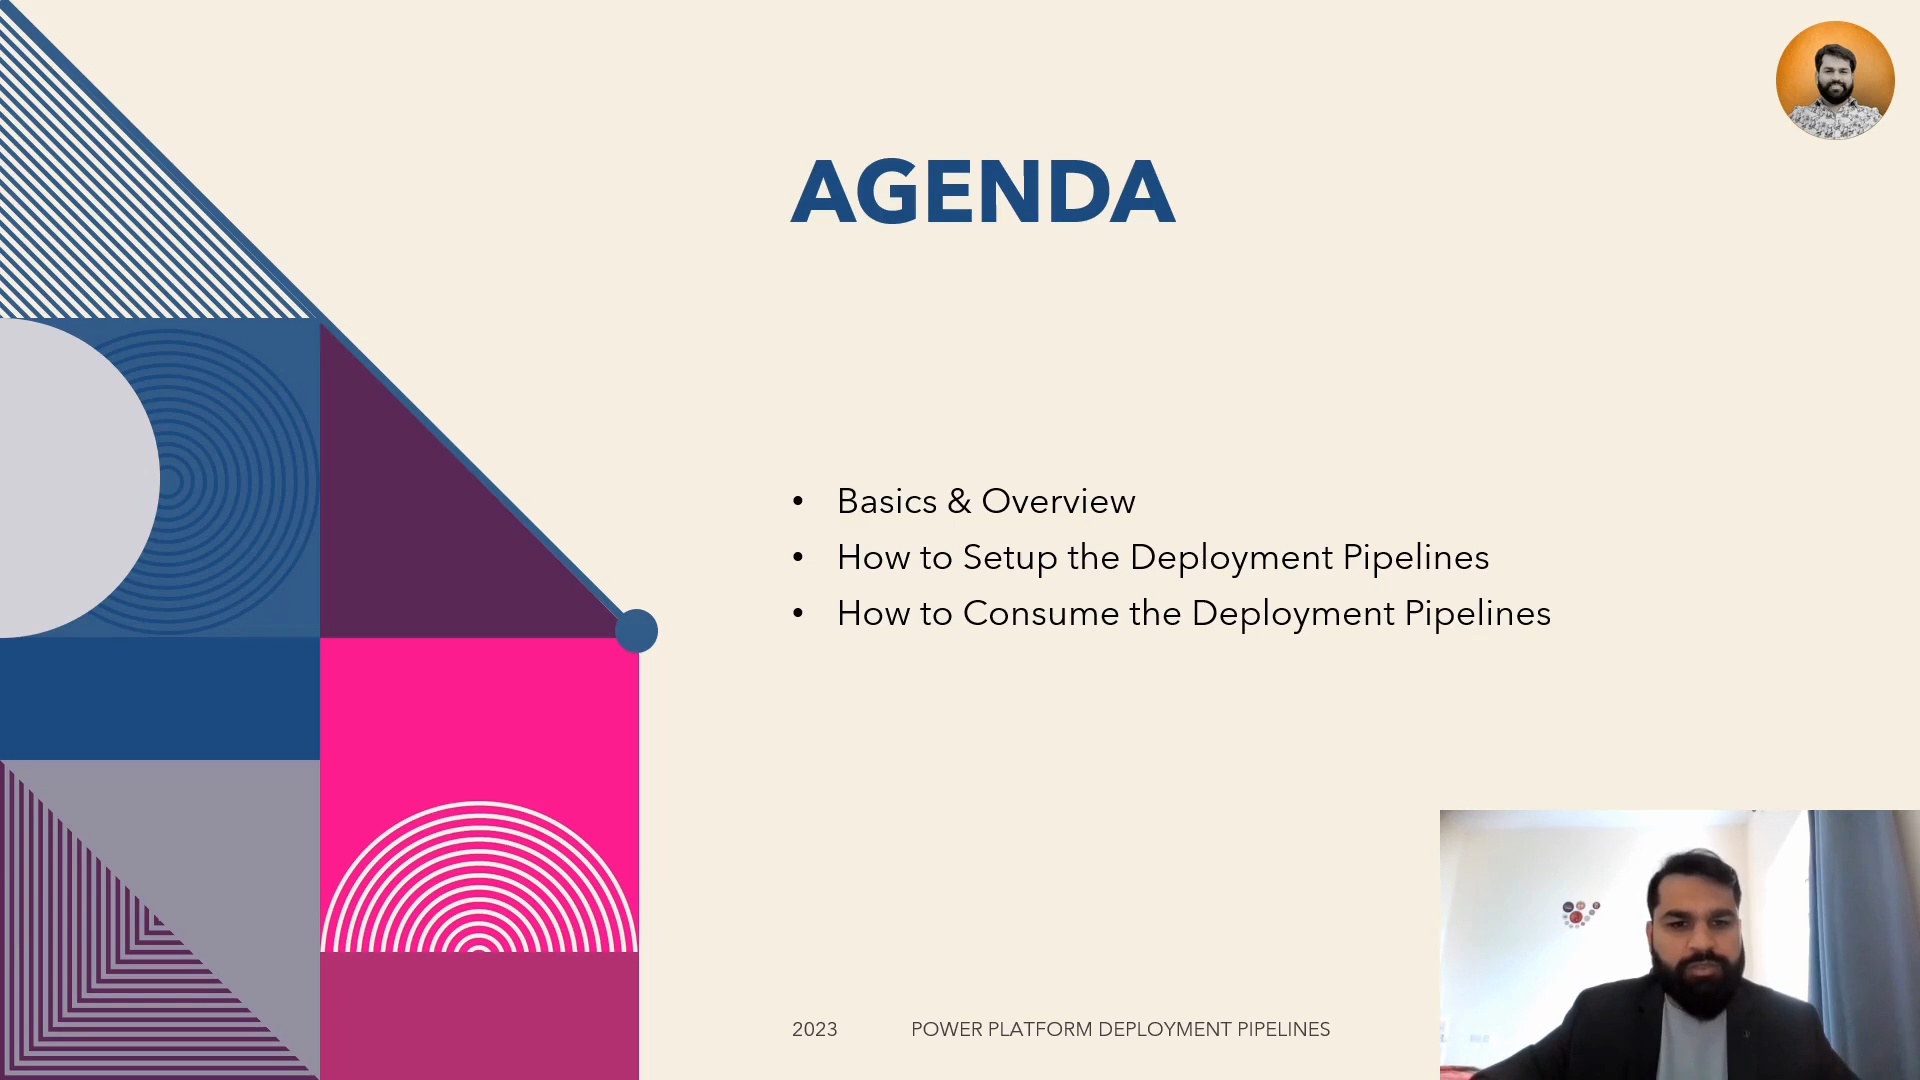 AGENDA
• Basics & Overview
• How to Setup the Deployment Pipelines
• How to Consume the Deployment Pipelines
2023 POWER PLATFORM DEPLOYMENT PIPELINES